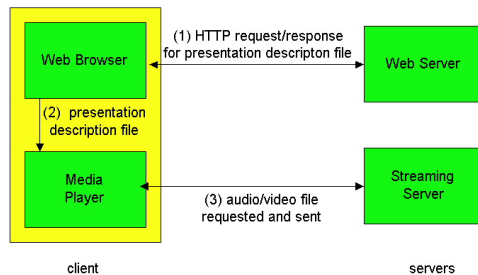 (1) HTTP request/response
for presentation descripton file
Web Browser
Web Server
(2) presentation
description file
Media
Player
Streaming
Server
(3) audio/video file
requested and sent
client
servers